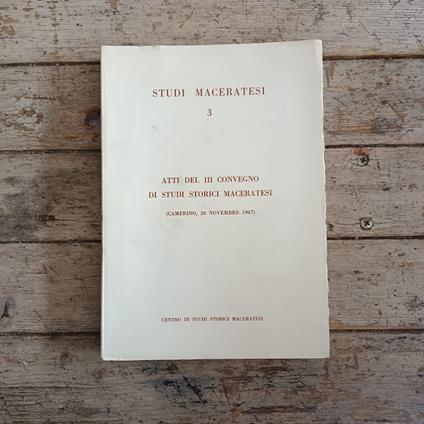 STUDI MACERATESI
3
ATTI DEL III CONVEGNO
DI STUDI STORICI MACERATESI
(CAMERINO, 26 NOVEMBRE 1967)
CENTRO DI STUDI STORICI MACERATESI